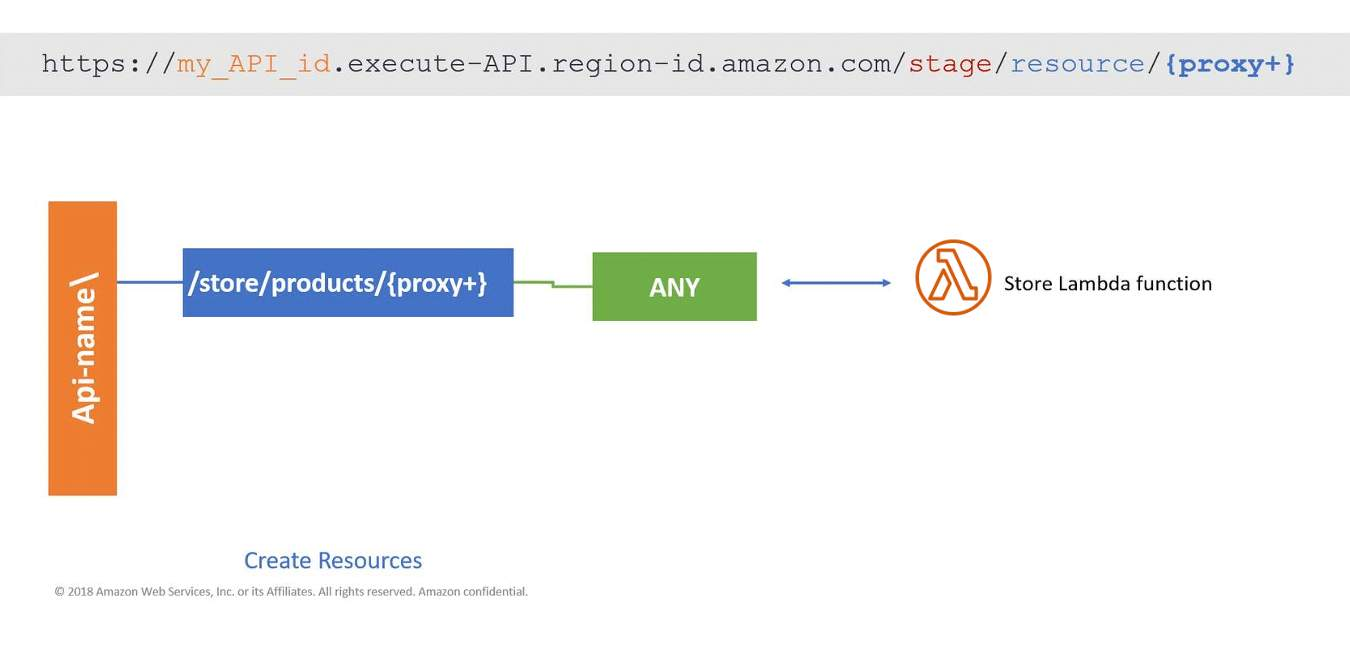 https://my_API_id.execute-API.region-id.amazon.com/stage/resource/{proxy+}
Api-name\
/store/products/{proxy+}
ANY
Store Lambda function
Create Resources
© 2018 Amazon Web Services, Inc. or its Affiliates. All rights reserved. Amazon confidential.